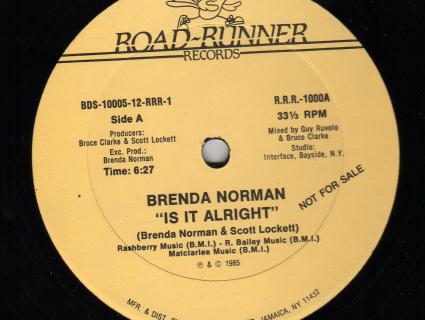 ROAD-RUNNER
RECORDS
BDS-10005-12-RRR-1
Side A
Producers:
Bruce Clarke & Scott Lockett
Exc. Prod.:
Brenda Norman
Time: 6:27
R.R.R.-1000A
33⅓ RPM
Mixed by Guy Ruvolo
& Bruce Clarke
Studio:
Interface, Bayside, N.Y.
BRENDA NORMAN
"IS IT ALRIGHT"
NOT FOR SALE
(Brenda Norman & Scott Lockett)
Rashberry Music (B.M.I.) - R. Bailey Music (B.M.I.)
Matclarlee Music (B.M.I.)
℗ & © 1985
MFR. & DIST. JAMAICA, NY 11432